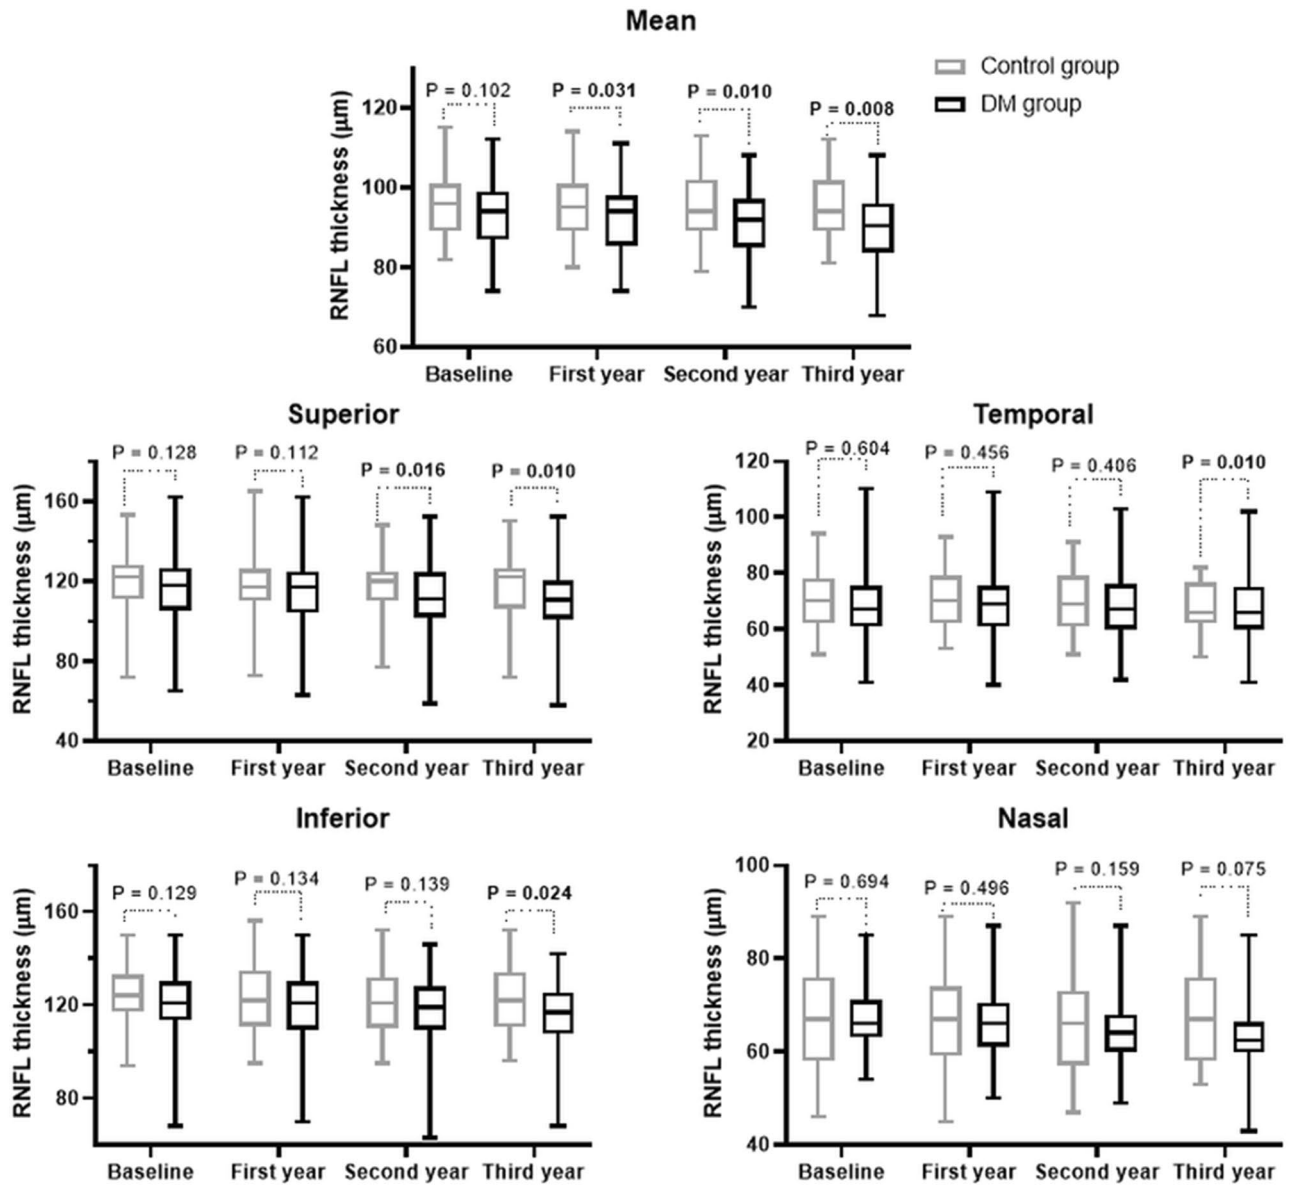 Mean
Control group
DM group
P = 0.102 P = 0.031 P = 0.010 P = 0.008
RNFL thickness (μm)
120
100
80
60
Baseline First year Second year Third year
Superior
P = 0.128 P = 0.112 P = 0.016 P = 0.010
RNFL thickness (μm)
160
120
80
40
Baseline First year Second year Third year
Temporal
P = 0.604 P = 0.456 P = 0.406 P = 0.010
RNFL thickness (μm)
120
100
80
60
40
20
Baseline First year Second year Third year
Inferior
P = 0.129 P = 0.134 P = 0.139 P = 0.024
RNFL thickness (μm)
160
120
80
Baseline First year Second year Third year
Nasal
P = 0.694 P = 0.496 P = 0.159 P = 0.075
RNFL thickness (μm)
100
80
60
40
Baseline First year Second year Third year